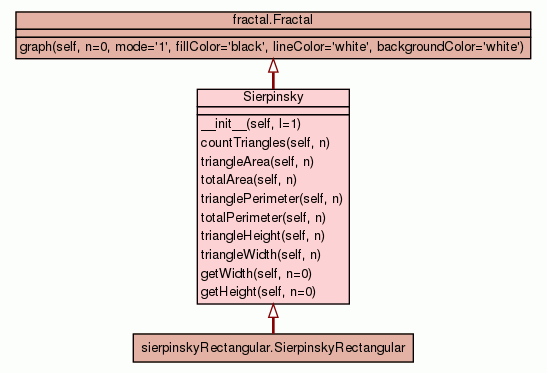 fractal.Fractal
graph(self, n=0, mode='1', fillColor='black', lineColor='white', backgroundColor='white')
Sierpinsky
__init__(self, l=1)
countTriangles(self, n)
triangleArea(self, n)
totalArea(self, n)
trianglePerimeter(self, n)
totalPerimeter(self, n)
triangleHeight(self, n)
triangleWidth(self, n)
getWidth(self, n=0)
getHeight(self, n=0)
sierpinskyRectangular.SierpinskyRectangular